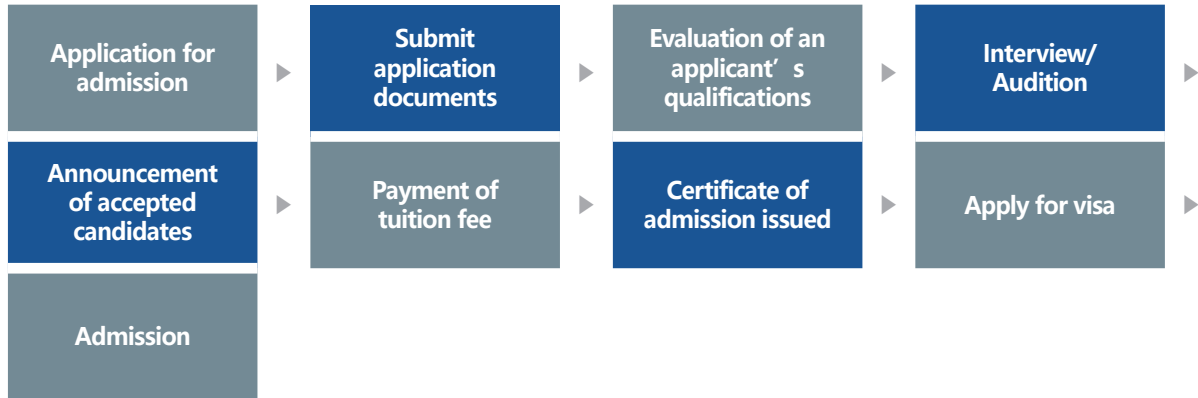 Application for
admission
Submit
application
documents
Evaluation of an
applicant’ s
qualifications
Interview/
Audition
Announcement
of accepted
candidates
Payment of
tuition fee
Certificate of
admission issued
Apply for visa
Admission